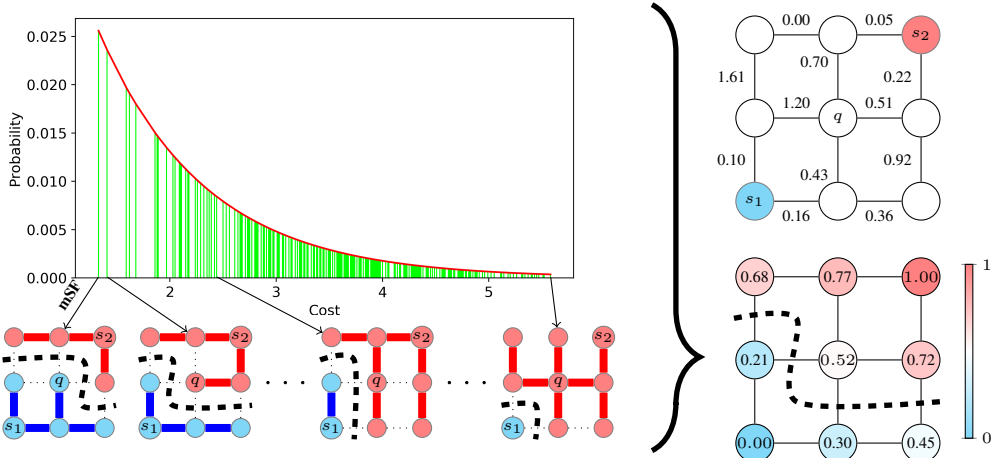 0.025
0.020
0.015
0.010
0.005
0.000
Probability
2 3 4 5
Cost
mSF
s2
q
s1
s2
q
s1
. . .
s2
q
s1
. . .
s2
q
s1
0.00 0.05
s2
0.70
1.61 0.22
1.20 0.51
q
0.10 0.92
0.43
s1
0.16 0.36
0.68 0.77 1.00
0.21 0.52 0.72
0.00 0.30 0.45
1
0